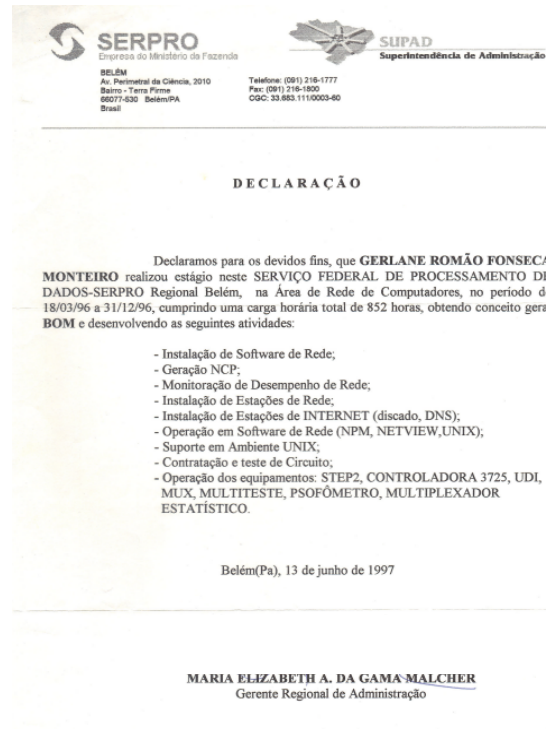 SERPRO
Empresa do Ministério da Fazenda
SUPAD
Superintendência de Administração
BELÉM
Av. Perimetral da Ciência, 2010
Bairro - Terra Firme
66077-530 Belém/PA
Brasil
Telefone: (091) 216-1777
Fax: (091) 216-1800
CGC: 33.683.111/0003-60
DECLARAÇÃO
Declaramos para os devidos fins, que GERLANE ROMÃO FONSECA
MONTEIRO realizou estágio neste SERVIÇO FEDERAL DE PROCESSAMENTO DE
DADOS-SERPRO Regional Belém, na Área de Rede de Computadores, no período d
18/03/96 a 31/12/96, cumprindo uma carga horária total de 852 horas, obtendo conceito gera
BOM e desenvolvendo as seguintes atividades:
- Instalação de Software de Rede;
- Geração NCP;
- Monitoração de Desempenho de Rede;
- Instalação de Estações de Rede;
- Instalação de Estações de INTERNET (discado, DNS);
- Operação em Software de Rede (NPM, NETVIEW,UNIX);
- Suporte em Ambiente UNIX;
- Contratação e teste de Circuito;
- Operação dos equipamentos: STEP2, CONTROLADORA 3725, UDI,
MUX, MULTITESTE, PSOFÔMETRO, MULTIPLEXADOR
ESTATÍSTICO.
Belém(Pa), 13 de junho de 1997
MARIA ELIZABETH A. DA GAMA MALCHER
Gerente Regional de Administração